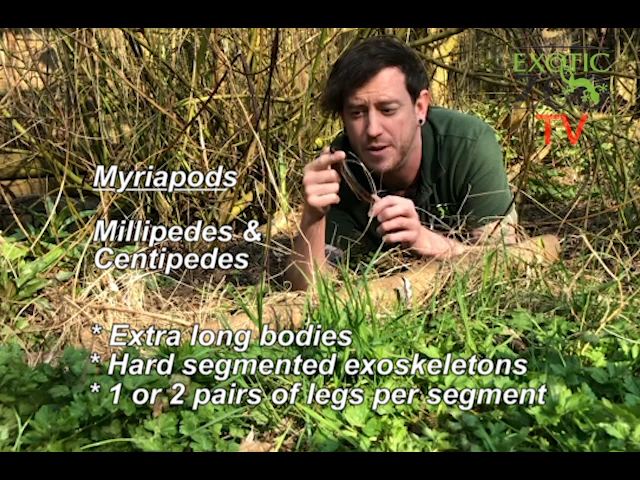 EXOTIC
TV
Myriapods
Millipedes &
Centipedes
* Extra long bodies
* Hard segmented exoskeletons
* 1 or 2 pairs of legs per segment